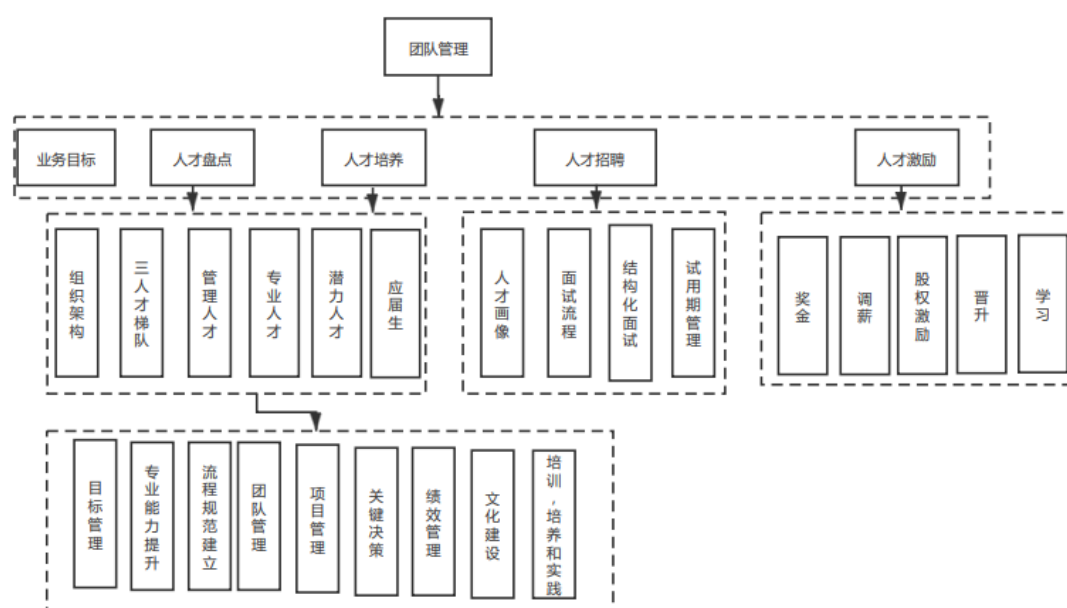 团队管理
业务目标
人才盘点
人才培养
人才招聘
人才激励
组织架构
三人才梯队
管理人才
专业人才
潜力人才
应届生
人才画像
面试流程
结构化面试
试用期管理
奖金
调薪
股权激励
晋升
学习
目标管理
专业能力提升
流程规范建立
团队管理
项目管理
关键决策
绩效管理
文化建设
培训,培养和实践